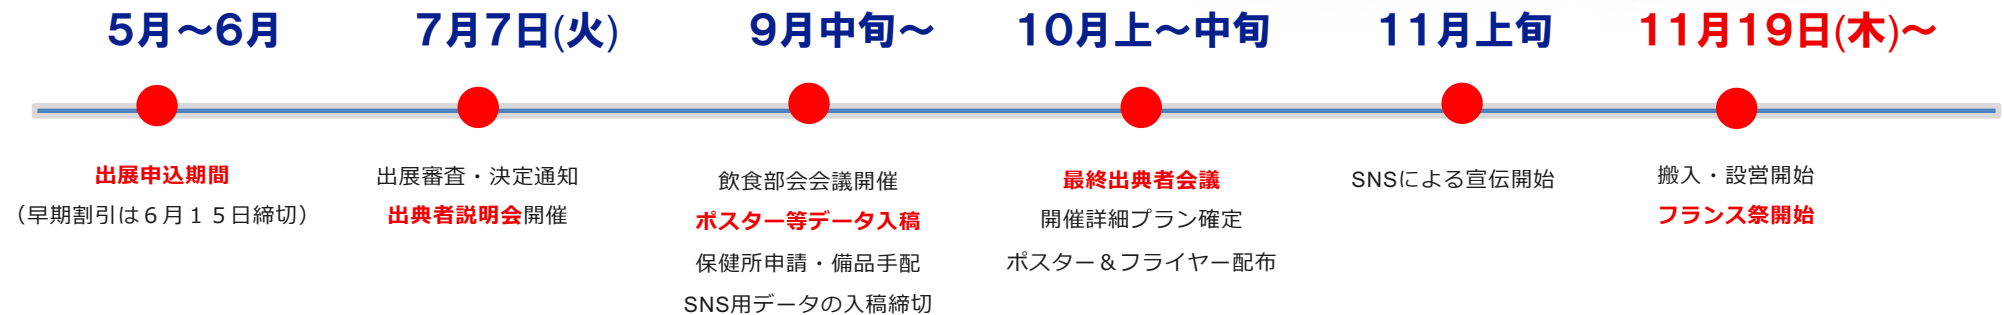 5月～6月
7月7日(火)
9月中旬～
10月上～中旬
11月上旬
11月19日(木)～
出展申込期間
（早期割引は６月１５日締切）
出展審査・決定通知
出典者説明会開催
飲食部会会議開催
ポスター等データ入稿
保健所申請・備品手配
SNS用データの入稿締切
最終出典者会議
開催詳細プラン確定
ポスター＆フライヤー配布
SNSによる宣伝開始
搬入・設営開始
フランス祭開始